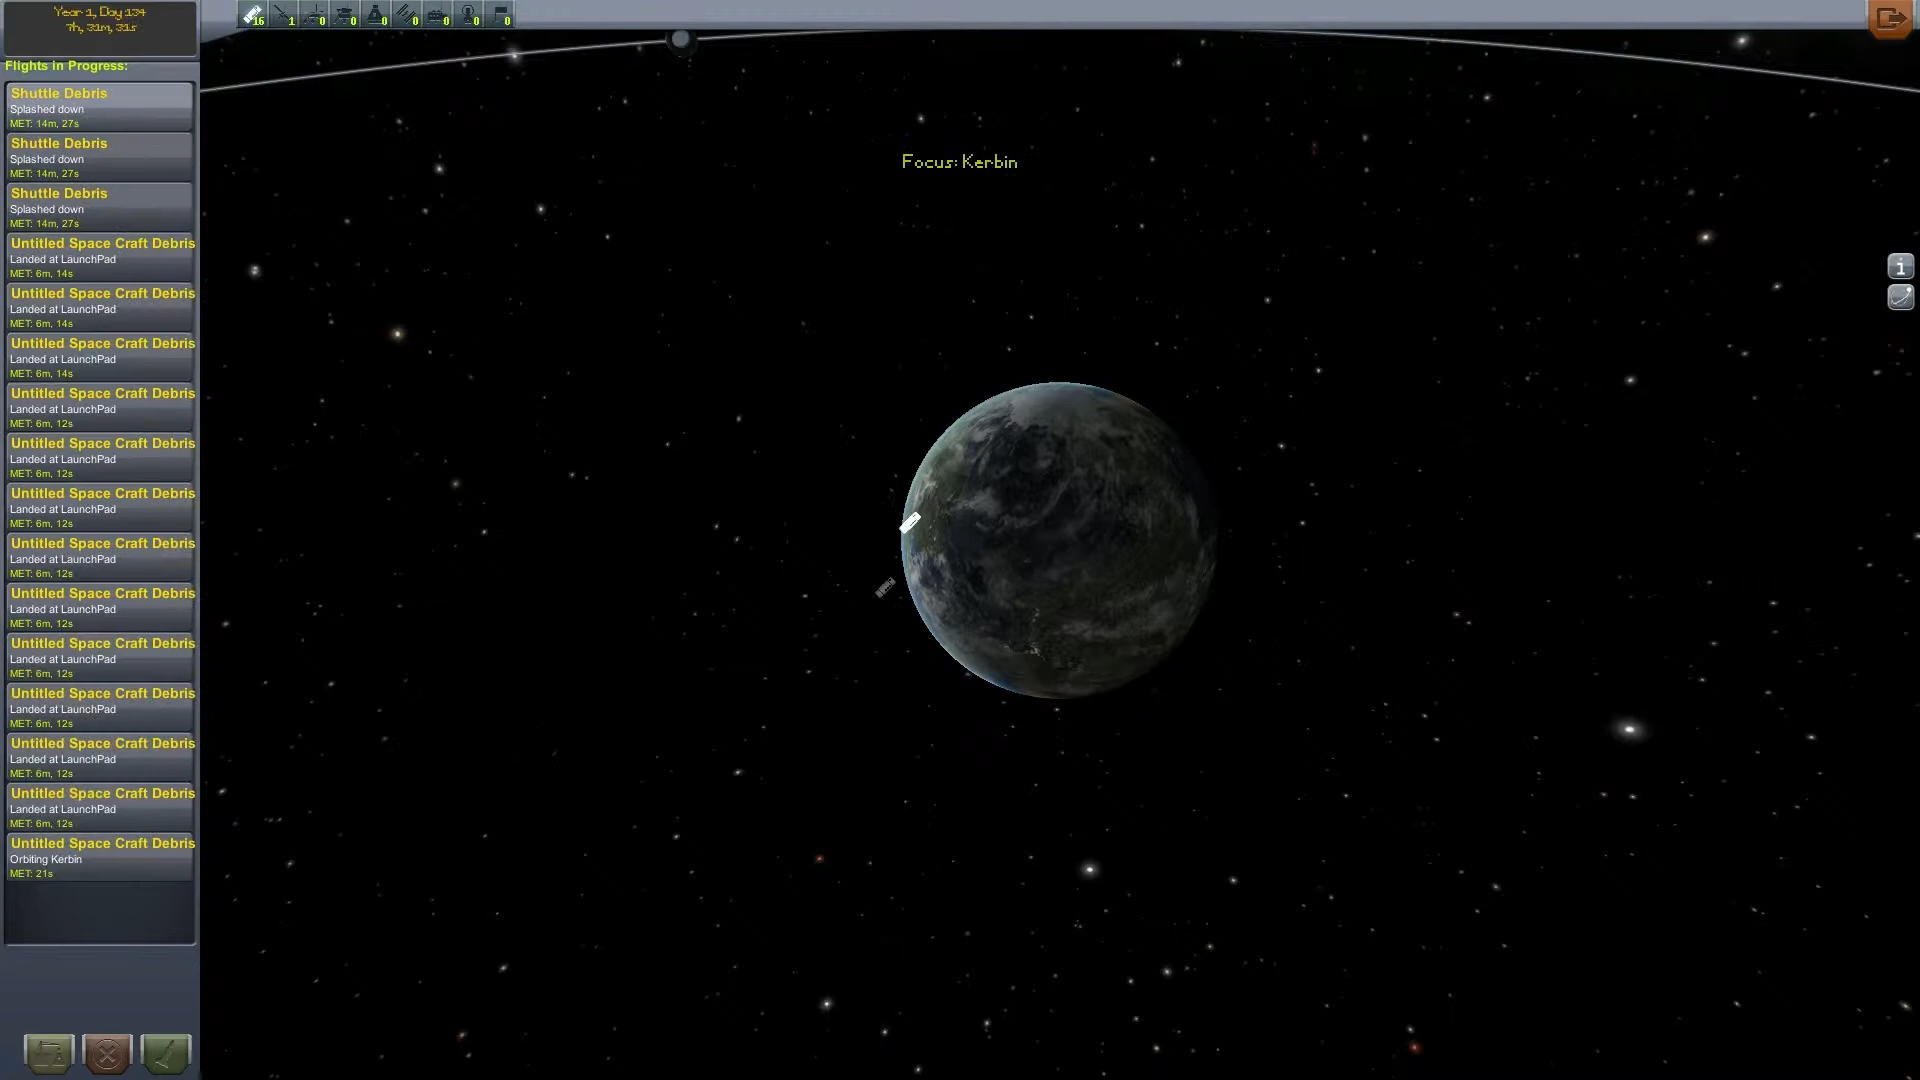 Year 1, Day 134
7h, 31m, 31s
16 1 0 0 0 0 0 0 0
Flights in Progress:
Shuttle Debris
Splashed down
MET: 14m, 27s
Shuttle Debris
Splashed down
MET: 14m, 27s
Shuttle Debris
Splashed down
MET: 14m, 27s
Untitled Space Craft Debris
Landed at LaunchPad
MET: 6m, 14s
Untitled Space Craft Debris
Landed at LaunchPad
MET: 6m, 14s
Untitled Space Craft Debris
Landed at LaunchPad
MET: 6m, 14s
Untitled Space Craft Debris
Landed at LaunchPad
MET: 6m, 12s
Untitled Space Craft Debris
Landed at LaunchPad
MET: 6m, 12s
Untitled Space Craft Debris
Landed at LaunchPad
MET: 6m, 12s
Untitled Space Craft Debris
Landed at LaunchPad
MET: 6m, 12s
Untitled Space Craft Debris
Landed at LaunchPad
MET: 6m, 12s
Untitled Space Craft Debris
Landed at LaunchPad
MET: 6m, 12s
Untitled Space Craft Debris
Landed at LaunchPad
MET: 6m, 12s
Untitled Space Craft Debris
Landed at LaunchPad
MET: 6m, 12s
Untitled Space Craft Debris
Landed at LaunchPad
MET: 6m, 12s
Untitled Space Craft Debris
Orbiting Kerbin
MET: 21s
Focus: Kerbin